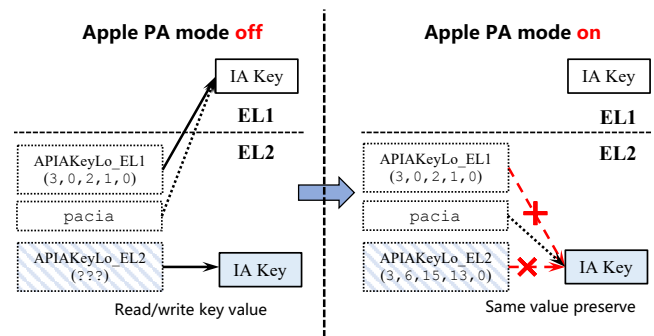 Apple PA mode off
IA Key
EL1
EL2
APIAKeyLo_EL1
(3,0,2,1,0)
pacia
APIAKeyLo_EL2
(???)
IA Key
Read/write key value
Apple PA mode on
IA Key
EL1
EL2
APIAKeyLo_EL1
(3,0,2,1,0)
pacia
APIAKeyLo_EL2
(3,6,15,13,0)
IA Key
Same value preserve